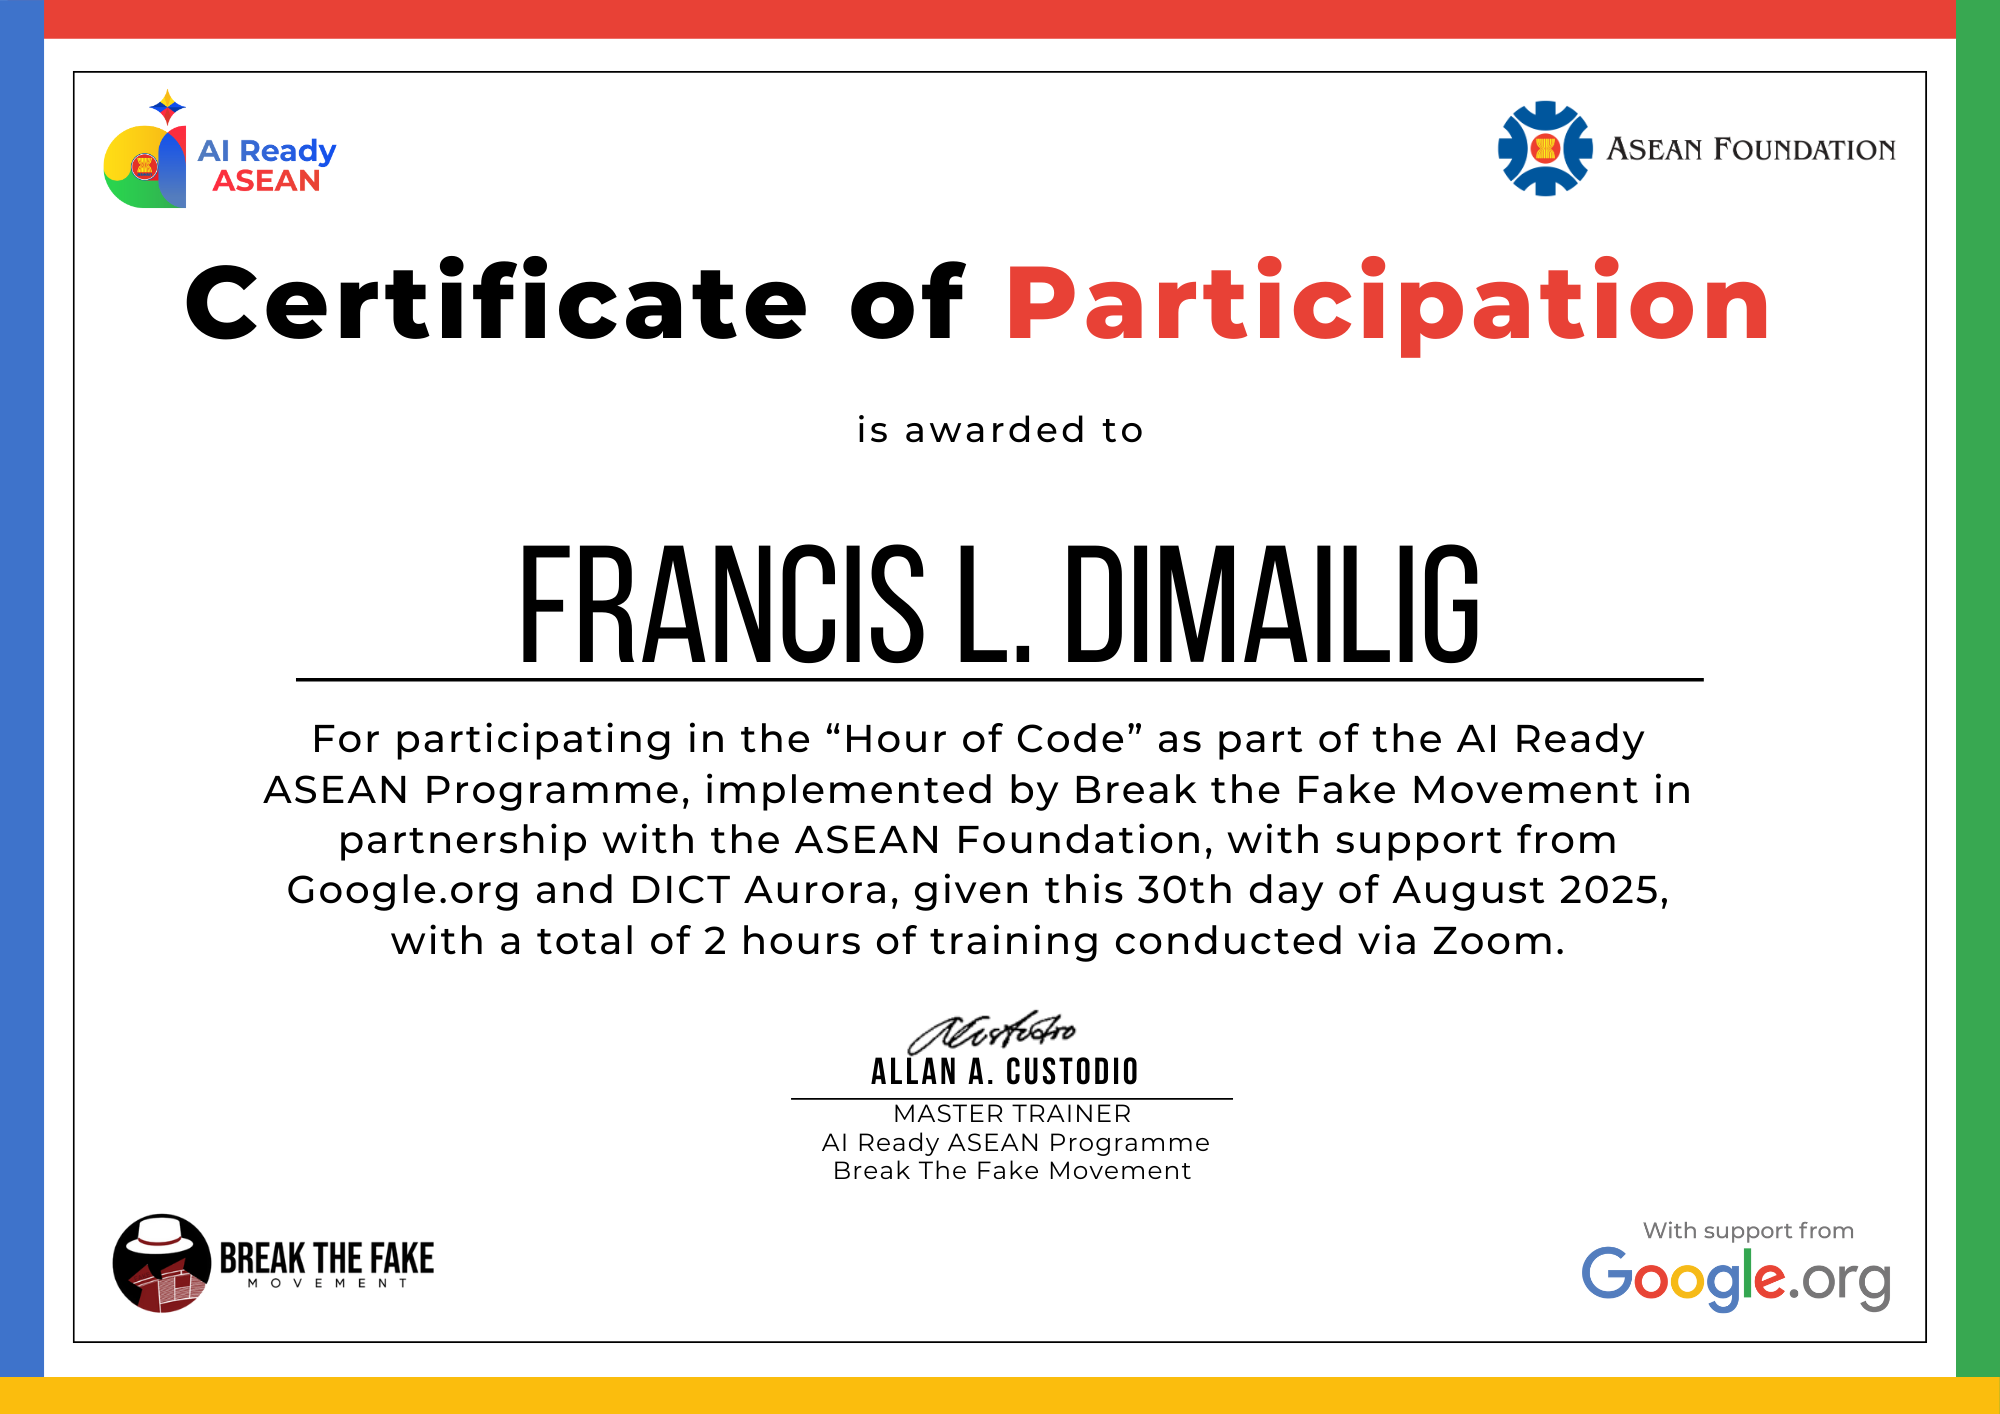 AI Ready
ASEAN
ASEAN FOUNDATION
Certificate of Participation
is awarded to
FRANCIS L. DIMAILIG
For participating in the “Hour of Code” as part of the AI Ready
ASEAN Programme, implemented by Break the Fake Movement in
partnership with the ASEAN Foundation, with support from
Google.org and DICT Aurora, given this 30th day of August 2025,
with a total of 2 hours of training conducted via Zoom.
ACustodio
ALLAN A. CUSTODIO
MASTER TRAINER
AI Ready ASEAN Programme
Break The Fake Movement
BREAK THE FAKE
MOVEMENT
With support from
Google.org